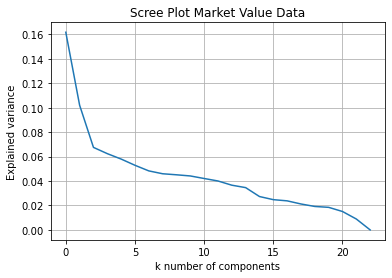 Scree Plot Market Value Data
0.16
0.14
0.12
0.10
0.08
0.06
0.04
0.02
0.00
Explained variance
0 5 10 15 20
k number of components